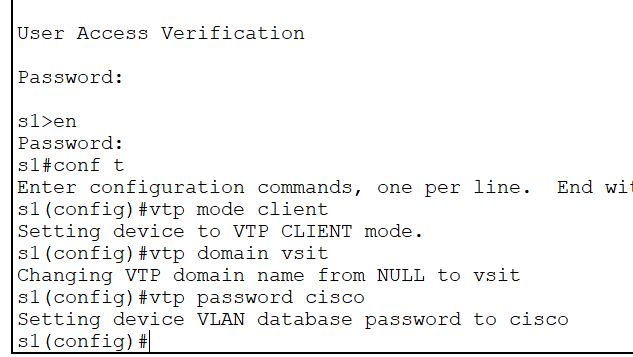 User Access Verification
Password:
s1>en
Password:
s1#conf t
Enter configuration commands, one per line.  End wit
s1(config)#vtp mode client
Setting device to VTP CLIENT mode.
s1(config)#vtp domain vsit
Changing VTP domain name from NULL to vsit
s1(config)#vtp password cisco
Setting device VLAN database password to cisco
s1(config)#